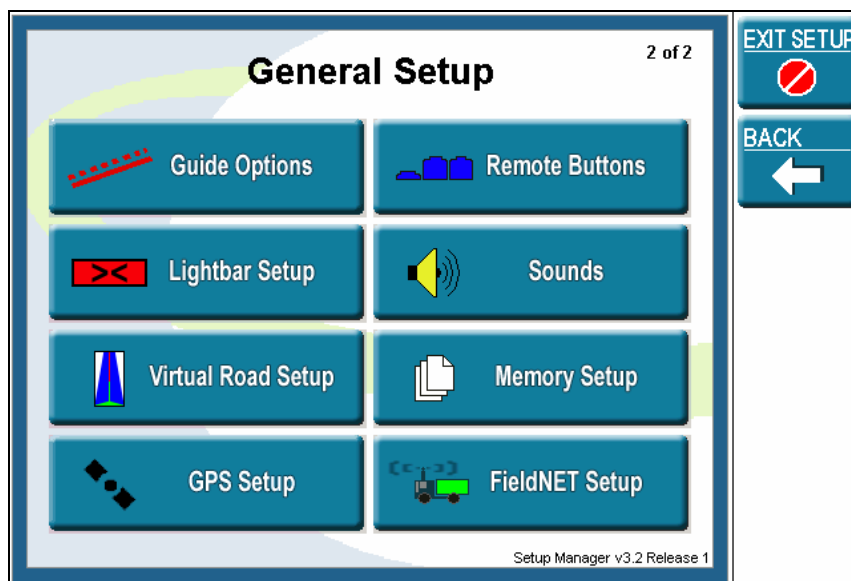 General Setup
2 of 2
EXIT SETUP
BACK
Guide Options
Remote Buttons
Lightbar Setup
Sounds
Virtual Road Setup
Memory Setup
GPS Setup
FieldNET Setup
Setup Manager v3.2 Release 1